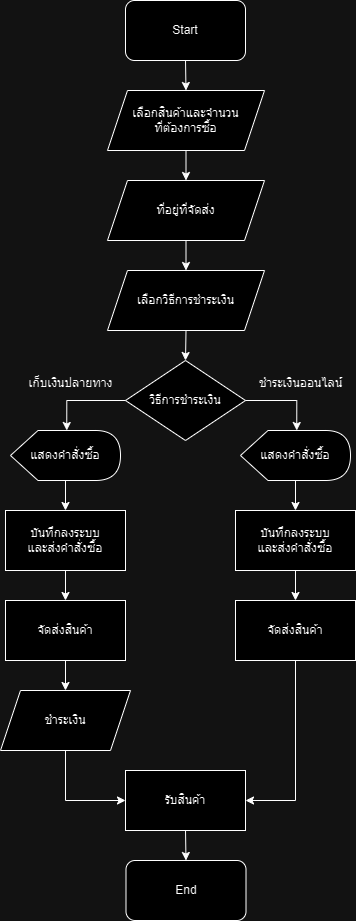 Start
เลือกสินค้าและจำนวน
ที่ต้องการซื้อ
ที่อยู่ที่จัดส่ง
เลือกวิธีการชำระเงิน
วิธีการชำระเงิน
เก็บเงินปลายทาง
ชำระเงินออนไลน์
แสดงคำสั่งซื้อ
แสดงคำสั่งซื้อ
บันทึกลงระบบ
และส่งคำสั่งซื้อ
บันทึกลงระบบ
และส่งคำสั่งซื้อ
จัดส่งสินค้า
จัดส่งสินค้า
ชำระเงิน
รับสินค้า
End